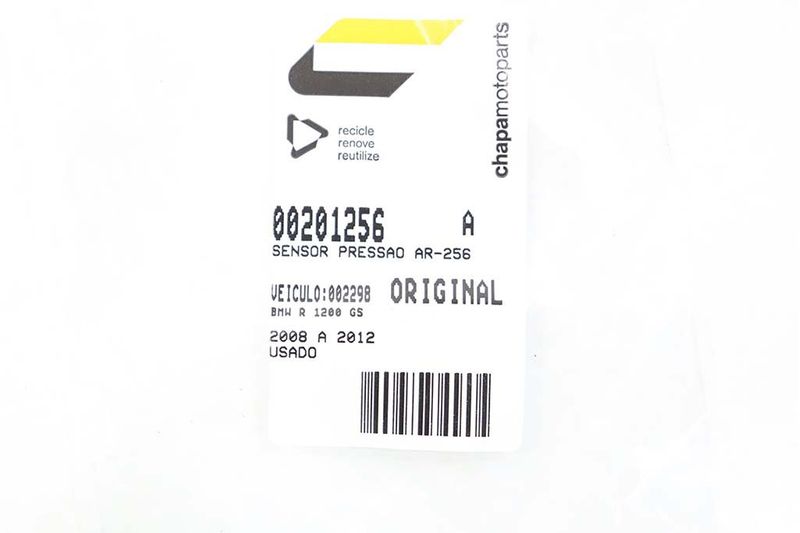 chapamotoparts
recicle
renove
reutilize
00201256 A
SENSOR PRESSAO AR-256
VEICULO:002298 ORIGINAL
BMW R 1200 GS
2008 A 2012
USADO